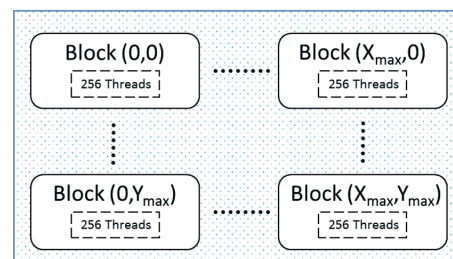 Block (0,0)
256 Threads
Block (Xmax,0)
256 Threads
Block (0,Ymax)
256 Threads
Block (Xmax,Ymax)
256 Threads